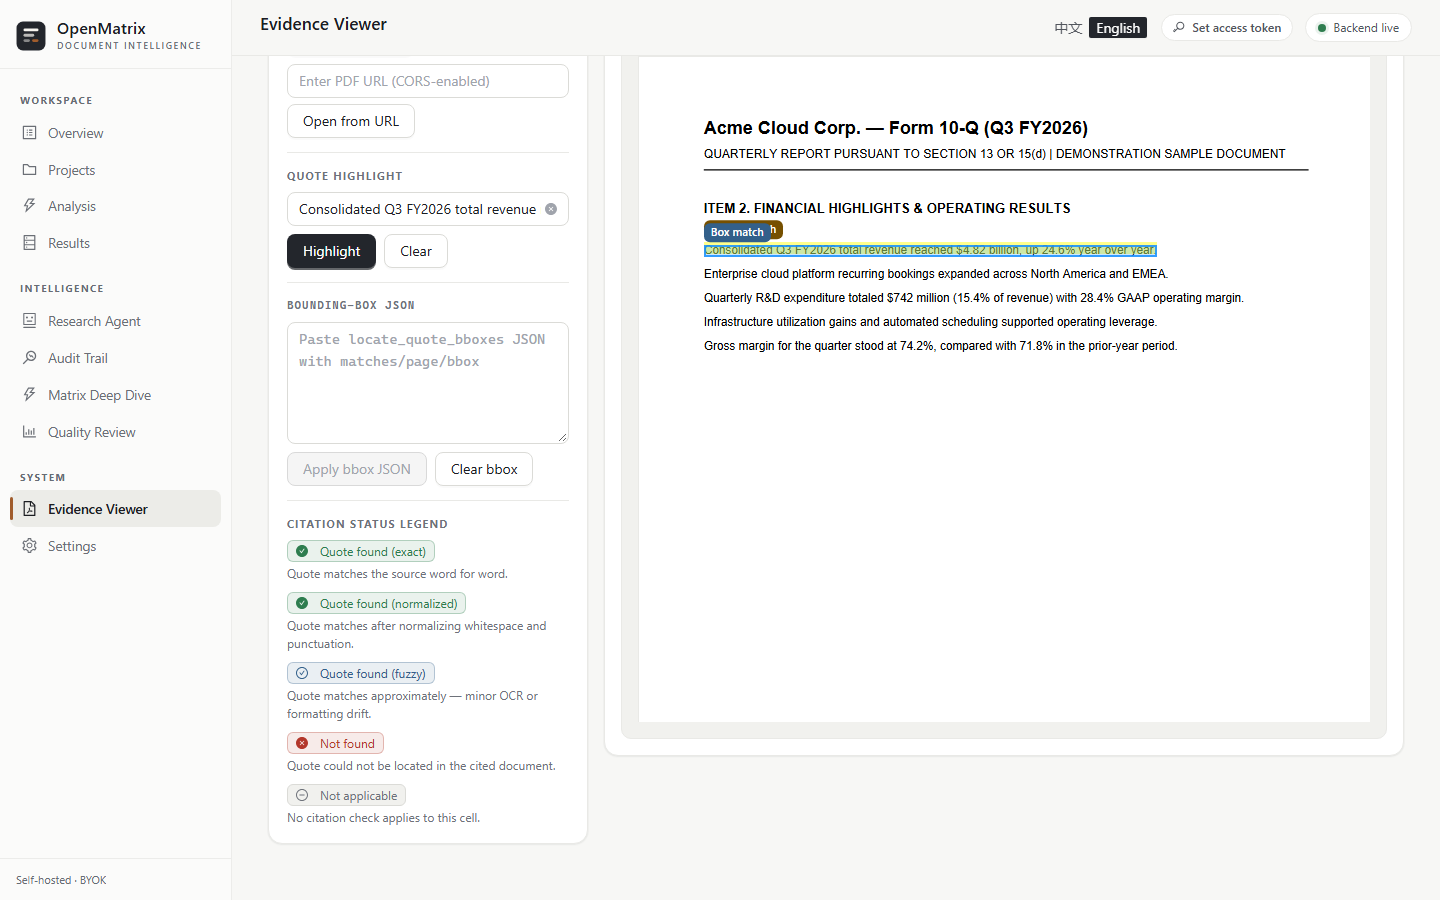 OpenMatrix
DOCUMENT INTELLIGENCE
WORKSPACE
Overview
Projects
Analysis
Results
INTELLIGENCE
Research Agent
Audit Trail
Matrix Deep Dive
Quality Review
SYSTEM
Evidence Viewer
Settings
Self-hosted · BYOK
Evidence Viewer
中文 English
Set access token
Backend live
Enter PDF URL (CORS-enabled)
Open from URL
QUOTE HIGHLIGHT
Consolidated Q3 FY2026 total revenue
Highlight
Clear
BOUNDING-BOX JSON
Paste locate_quote_bboxes JSON
with matches/page/bbox
Apply bbox JSON
Clear bbox
CITATION STATUS LEGEND
Quote found (exact)
Quote matches the source word for word.
Quote found (normalized)
Quote matches after normalizing whitespace and
punctuation.
Quote found (fuzzy)
Quote matches approximately — minor OCR or
formatting drift.
Not found
Quote could not be located in the cited document.
Not applicable
No citation check applies to this cell.
Acme Cloud Corp. — Form 10-Q (Q3 FY2026)
QUARTERLY REPORT PURSUANT TO SECTION 13 OR 15(d) | DEMONSTRATION SAMPLE DOCUMENT
ITEM 2. FINANCIAL HIGHLIGHTS & OPERATING RESULTS
Box match
Consolidated Q3 FY2026 total revenue reached $4.82 billion, up 24.6% year over year.
Enterprise cloud platform recurring bookings expanded across North America and EMEA.
Quarterly R&D expenditure totaled $742 million (15.4% of revenue) with 28.4% GAAP operating margin.
Infrastructure utilization gains and automated scheduling supported operating leverage.
Gross margin for the quarter stood at 74.2%, compared with 71.8% in the prior-year period.